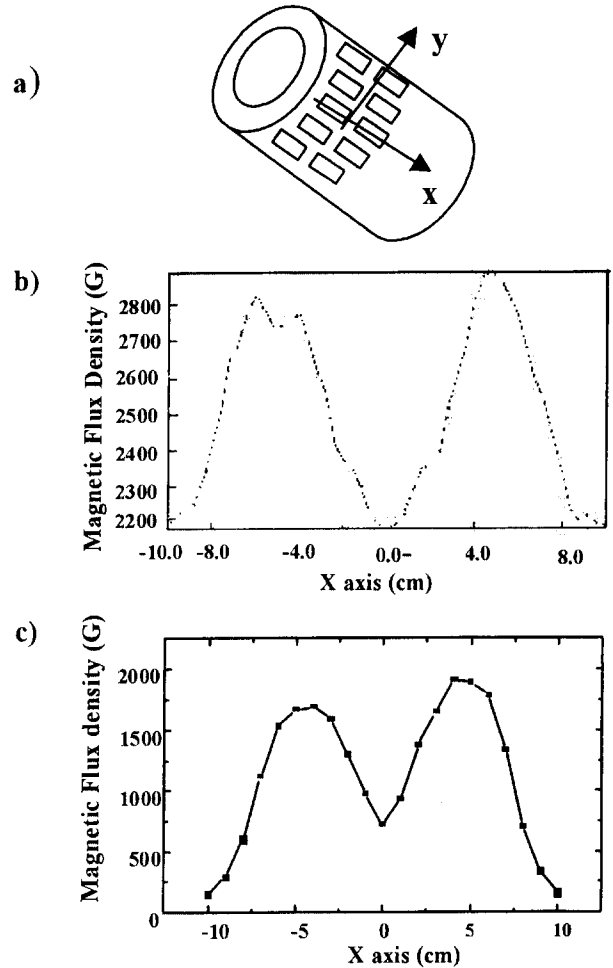 a)
y
x
b)
Magnetic Flux Density (G)
2800
2700
2600
2500
2400
2300
2200
-10.0 -8.0 -4.0 0.0- 4.0 8.0
X axis (cm)
c)
Magnetic Flux density (G)
2000
1500
1000
500
0
-10 -5 0 5 10
X axis (cm)